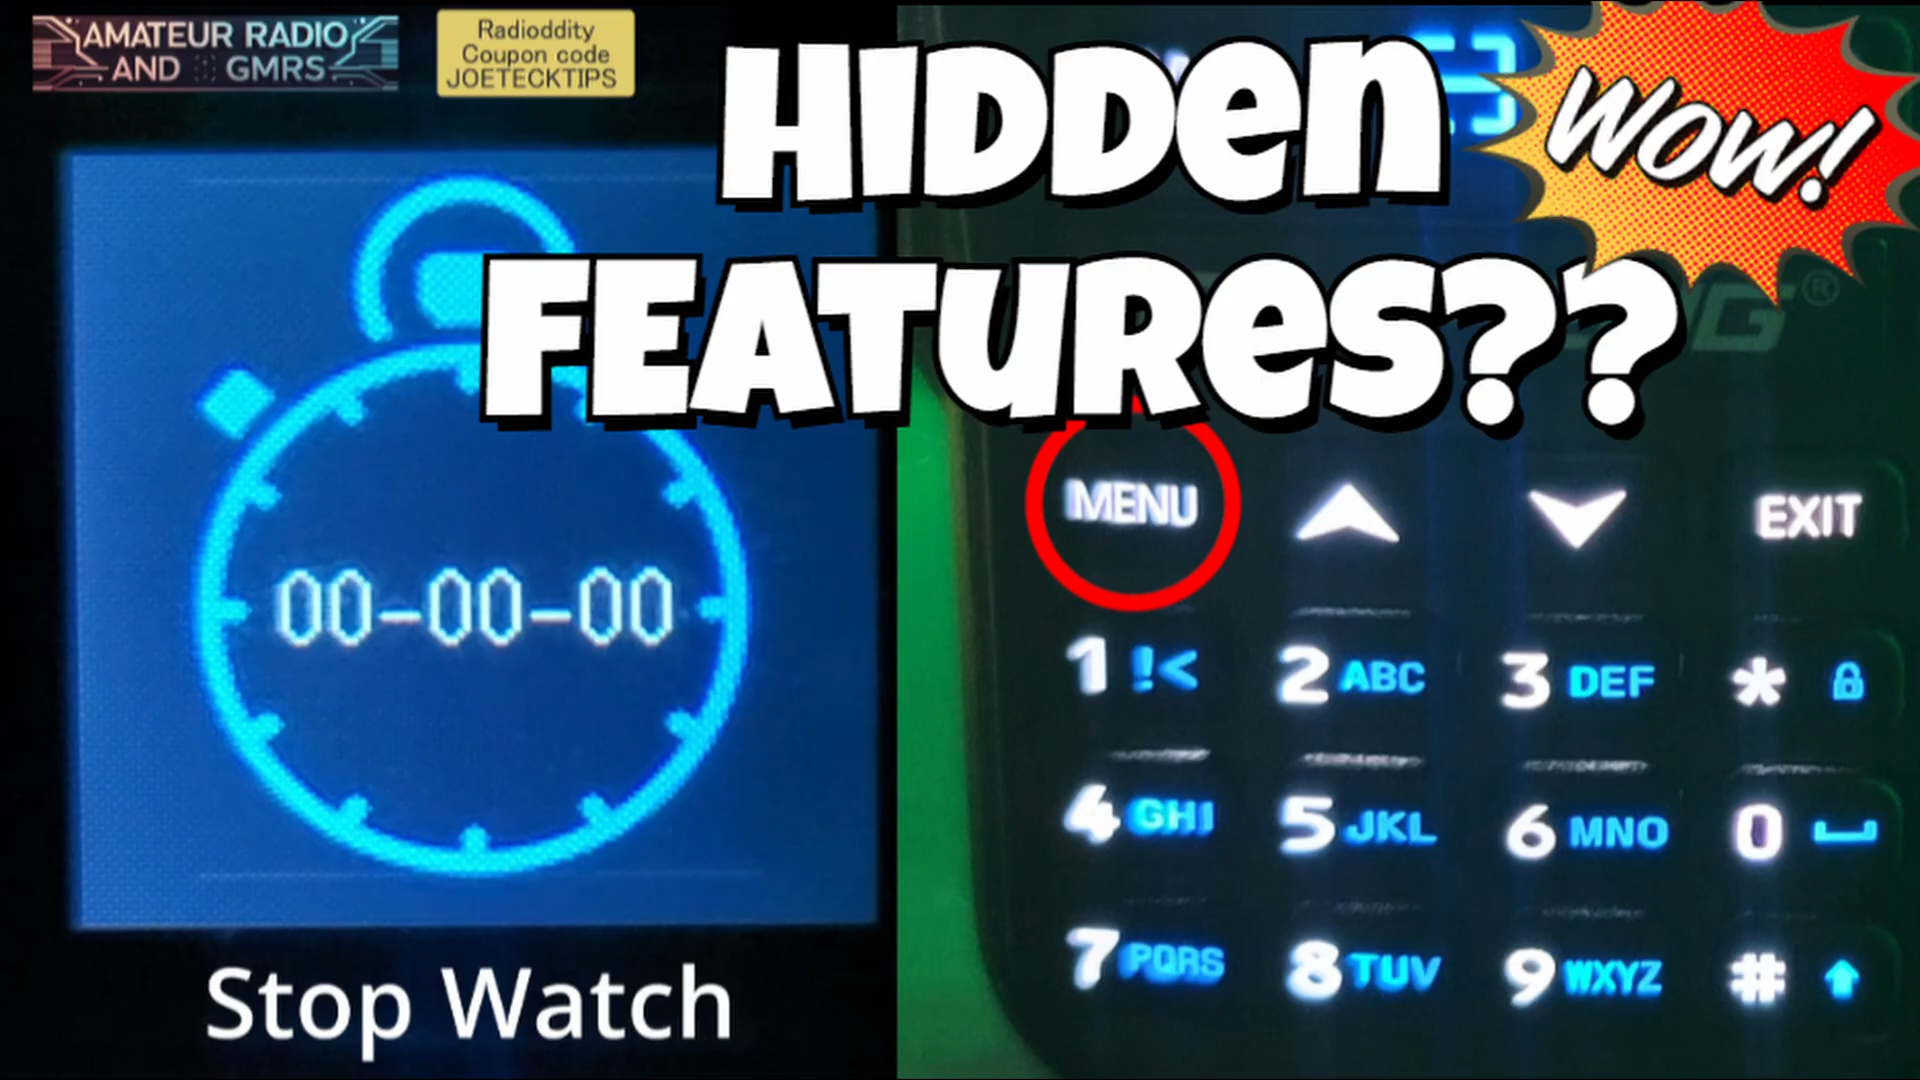 AMATEUR RADIO
AND GMRS
Radioddity
Coupon code
JOETECKTIPS
HIDDEN
FEATURES??
WOW!
®
00-00-00
Stop Watch
MENU EXIT
1 !< 2 ABC 3 DEF *
4 GHI 5 JKL 6 MNO 0
7 PQRS 8 TUV 9 WXYZ #